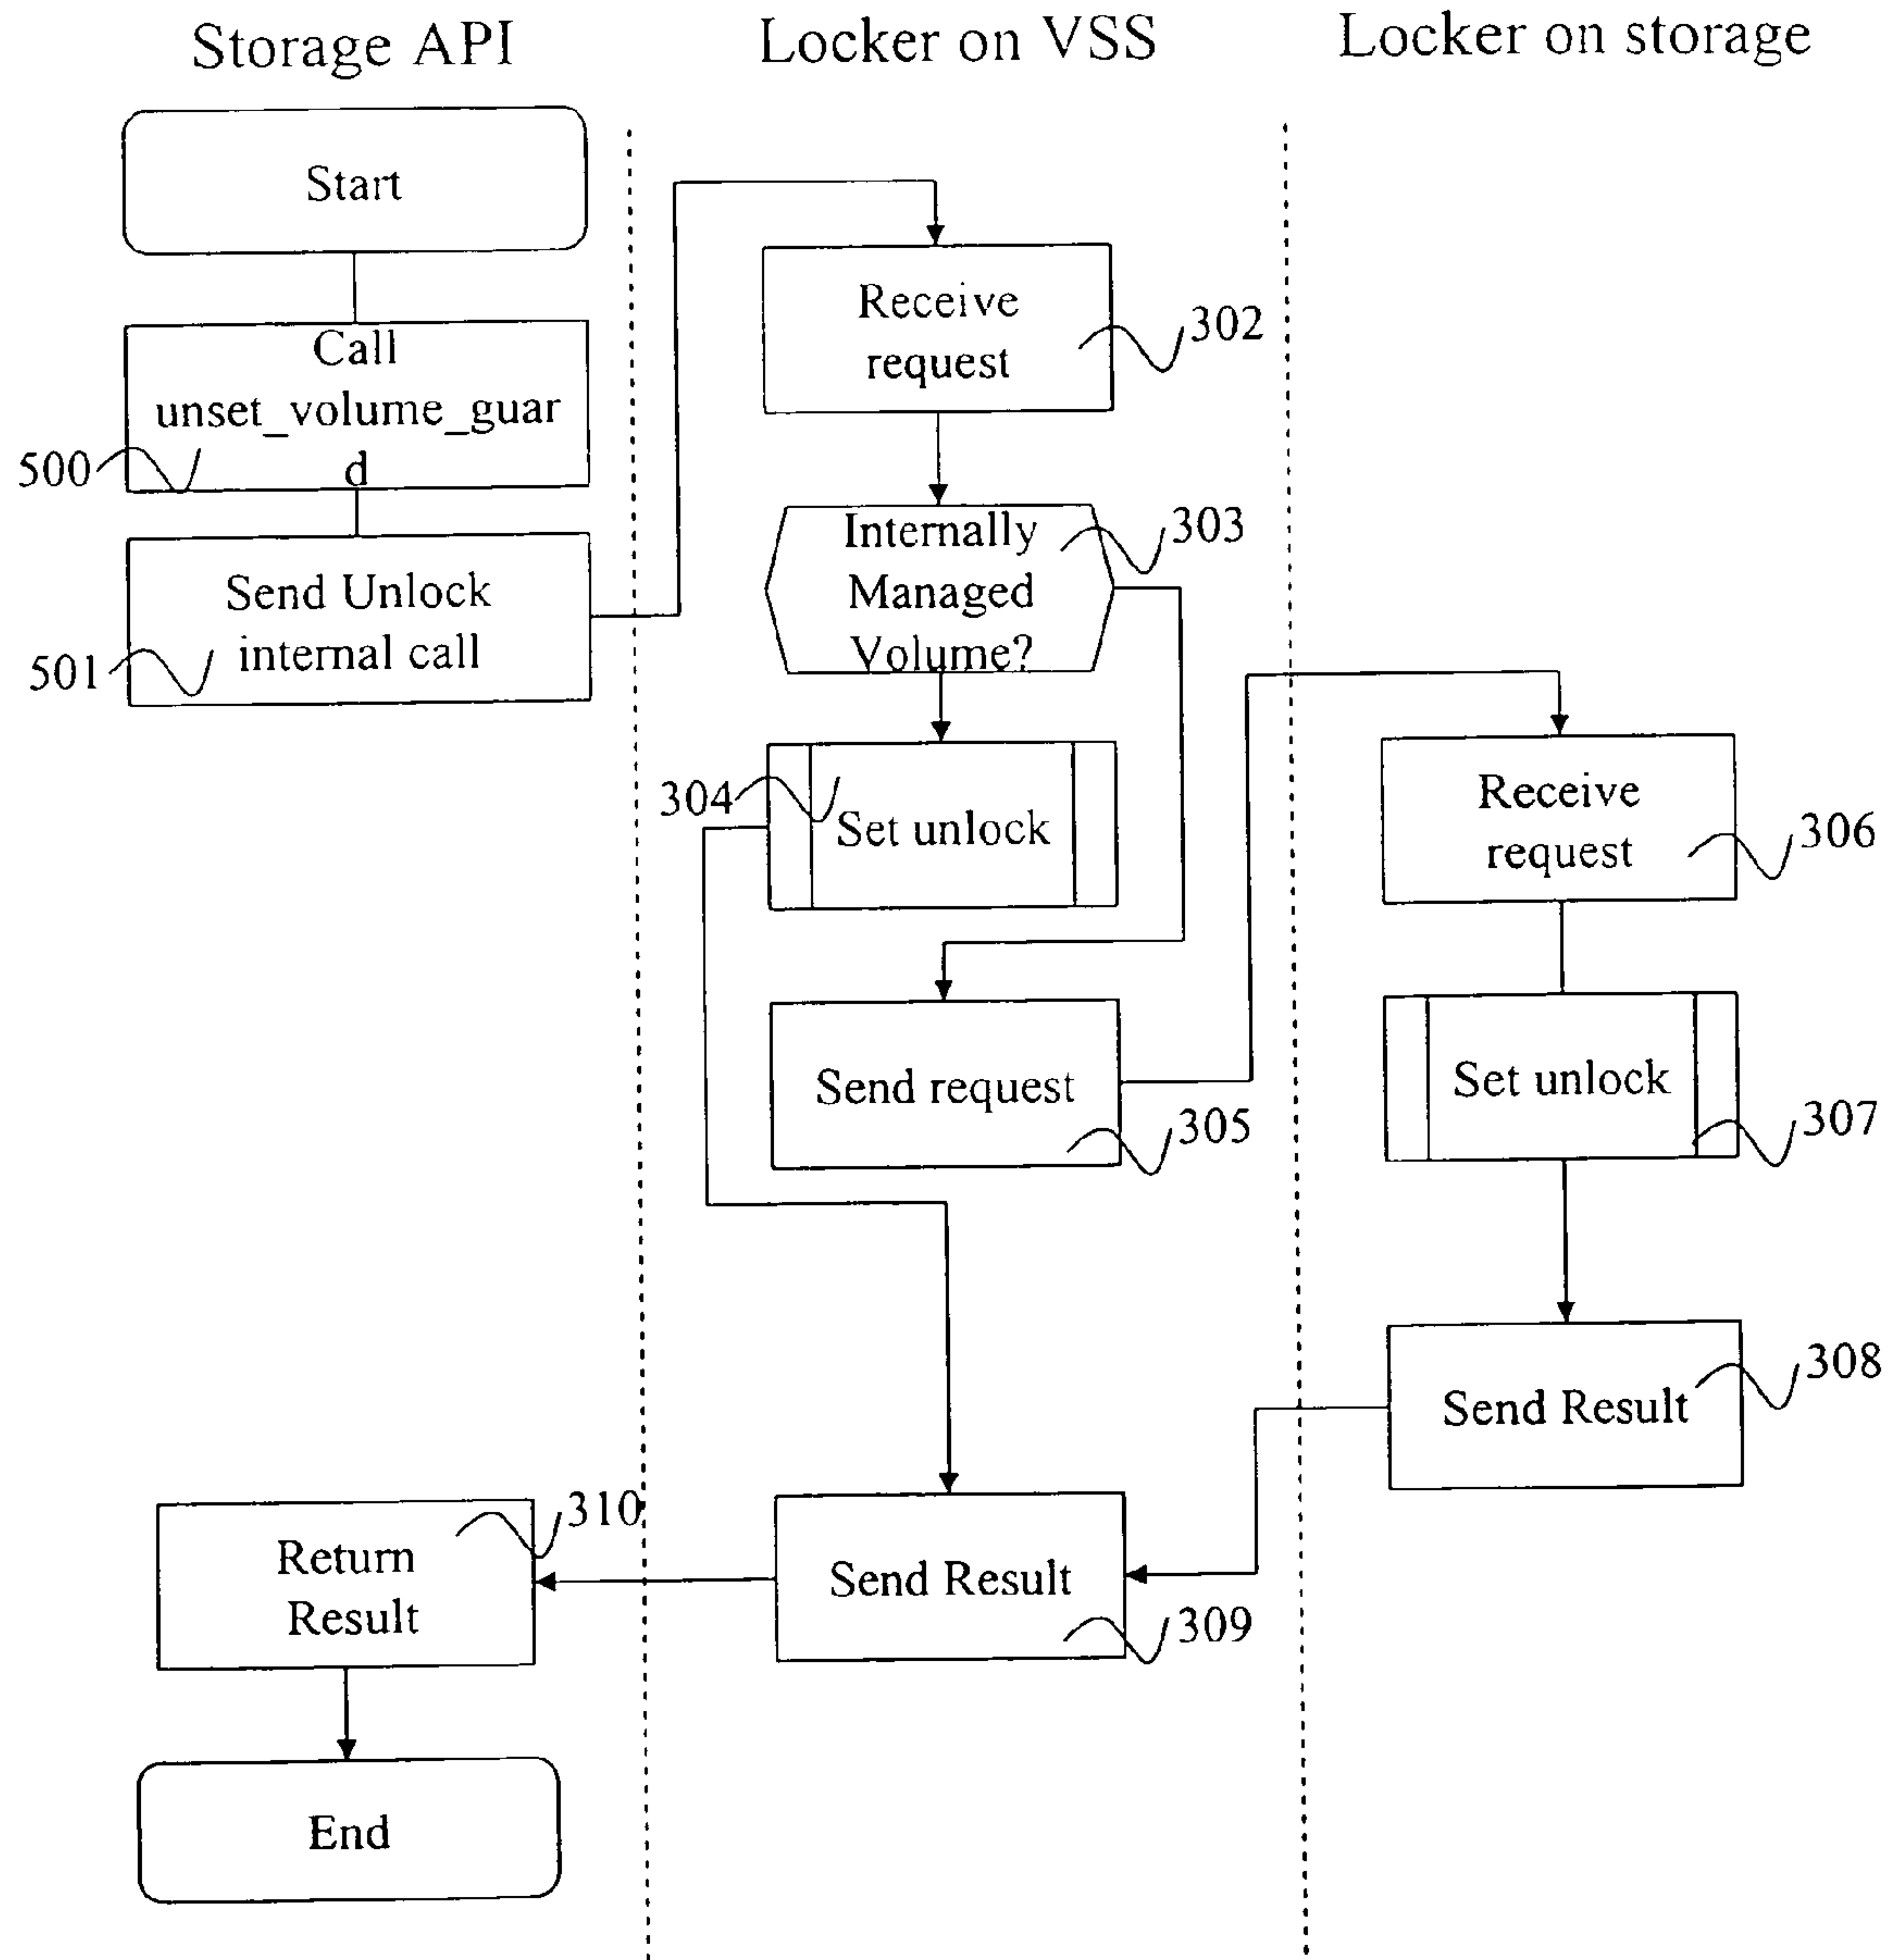 Storage API
Locker on VSS
Locker on storage
Start
Call
unset_volume_guar
d
500
Send Unlock
internal call
501
Receive
request
302
Internally
Managed
Volume?
303
304
Set unlock
Send request
305
Receive
request
306
Set unlock
307
Send Result
308
Send Result
309
310
Return
Result
End